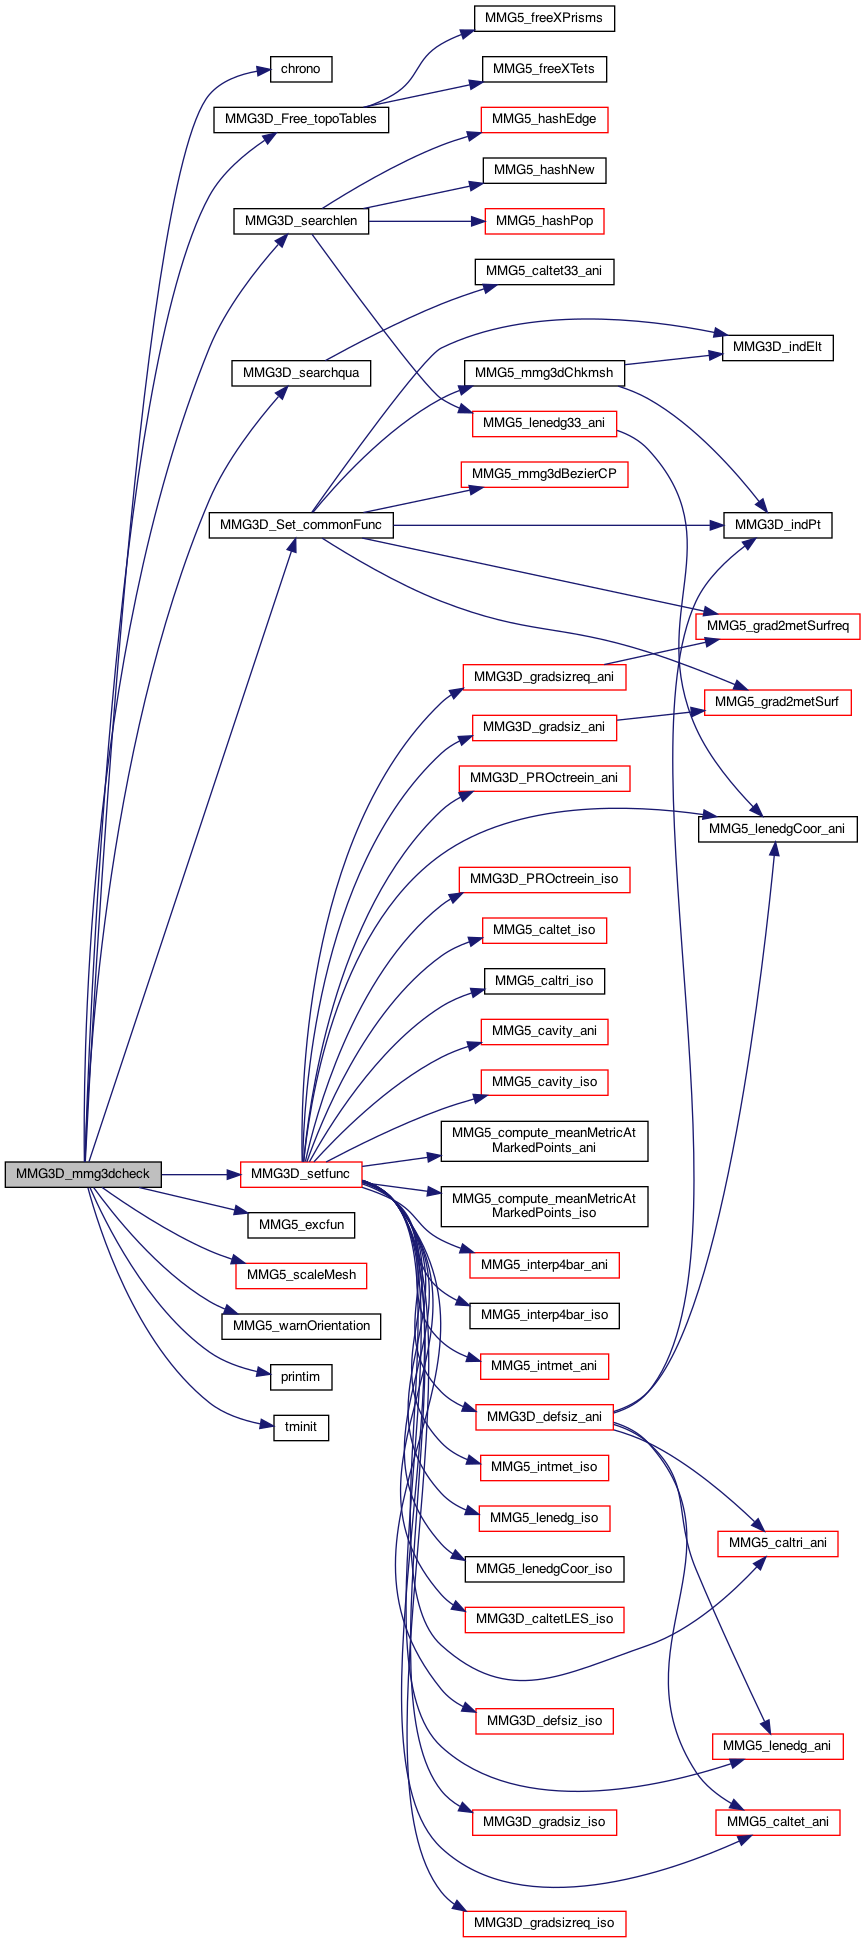 MMG5_freeXPrisms
chrono
MMG5_freeXTets
MMG3D_Free_topoTables
MMG5_hashEdge
MMG5_hashNew
MMG3D_searchlen
MMG5_hashPop
MMG5_caltet33_ani
MMG3D_indElt
MMG3D_searchqua
MMG5_mmg3dChkmsh
MMG5_lenedg33_ani
MMG5_mmg3dBezierCP
MMG3D_Set_commonFunc
MMG3D_indPt
MMG5_grad2metSurfreq
MMG3D_gradsizreq_ani
MMG5_grad2metSurf
MMG3D_gradsiz_ani
MMG3D_PROctreein_ani
MMG5_lenedgCoor_ani
MMG3D_PROctreein_iso
MMG5_caltet_iso
MMG5_caltri_iso
MMG5_cavity_ani
MMG5_cavity_iso
MMG5_compute_meanMetricAt
MarkedPoints_ani
MMG3D_mmg3dcheck
MMG3D_setfunc
MMG5_compute_meanMetricAt
MarkedPoints_iso
MMG5_excfun
MMG5_interp4bar_ani
MMG5_scaleMesh
MMG5_interp4bar_iso
MMG5_warnOrientation
MMG5_intmet_ani
printim
MMG3D_defsiz_ani
tminit
MMG5_intmet_iso
MMG5_lenedg_iso
MMG5_caltri_ani
MMG5_lenedgCoor_iso
MMG3D_caltetLES_iso
MMG3D_defsiz_iso
MMG5_lenedg_ani
MMG3D_gradsiz_iso
MMG5_caltet_ani
MMG3D_gradsizreq_iso